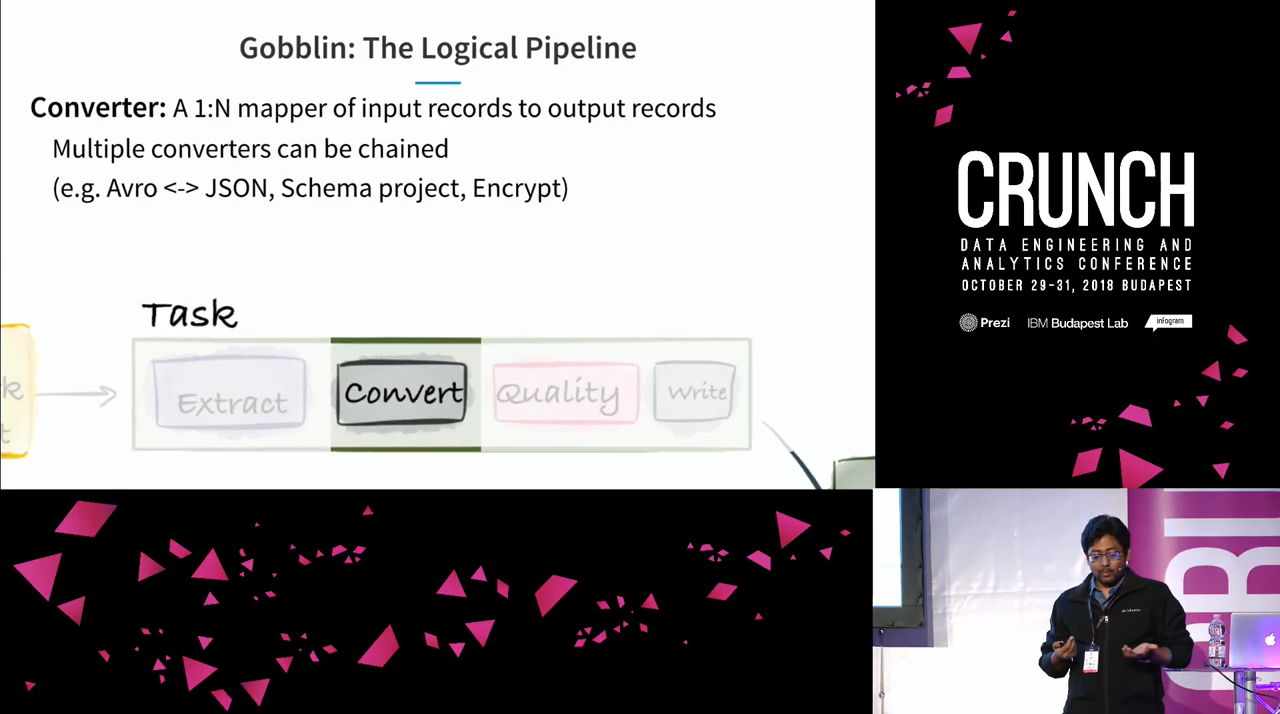 Gobblin: The Logical Pipeline
Converter: A 1:N mapper of input records to output records
Multiple converters can be chained
(e.g. Avro <-> JSON, Schema project, Encrypt)
Task
Extract
Convert
Quality
Write
CRUNCH
DATA ENGINEERING AND
ANALYTICS CONFERENCE
OCTOBER 29-31, 2018 BUDAPEST
Prezi
IBM Budapest Lab
infogram